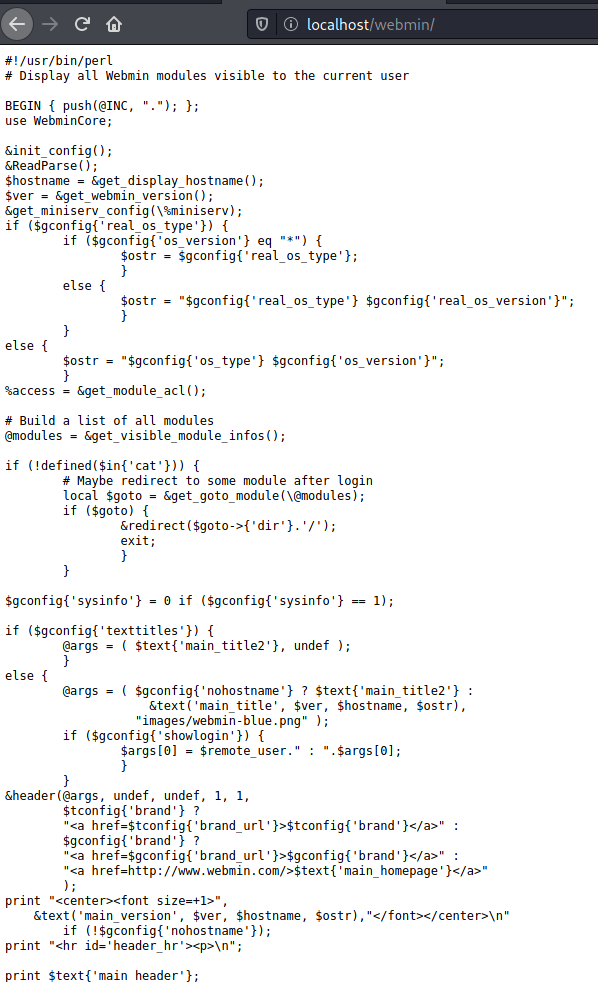 localhost/webmin/
#!/usr/bin/perl
# Display all Webmin modules visible to the current user

BEGIN { push(@INC, "."); };
use WebminCore;

&init_config();
&ReadParse();
$hostname = &get_display_hostname();
$ver = &get_webmin_version();
&get_miniserv_config(\%miniserv);
if ($gconfig{'real_os_type'}) {
        if ($gconfig{'os_version'} eq "*") {
                $ostr = $gconfig{'real_os_type'};
                }
        else {
                $ostr = "$gconfig{'real_os_type'} $gconfig{'real_os_version'}";
                }
        }
else {
        $ostr = "$gconfig{'os_type'} $gconfig{'os_version'}";
        }
%access = &get_module_acl();

# Build a list of all modules
@modules = &get_visible_module_infos();

if (!defined($in{'cat'})) {
        # Maybe redirect to some module after login
        local $goto = &get_goto_module(\@modules);
        if ($goto) {
                &redirect($goto->{'dir'}.'/');
                exit;
                }
        }

$gconfig{'sysinfo'} = 0 if ($gconfig{'sysinfo'} == 1);

if ($gconfig{'texttitles'}) {
        @args = ( $text{'main_title2'}, undef );
        }
else {
        @args = ( $gconfig{'nohostname'} ? $text{'main_title2'} :
                    &text('main_title', $ver, $hostname, $ostr),
                  "images/webmin-blue.png" );
        if ($gconfig{'showlogin'}) {
                $args[0] = $remote_user." : ".$args[0];
                }
        }
&header(@args, undef, undef, 1, 1,
        $tconfig{'brand'} ?
        "<a href=$tconfig{'brand_url'}>$tconfig{'brand'}</a>" :
        $gconfig{'brand'} ?
        "<a href=$gconfig{'brand_url'}>$gconfig{'brand'}</a>" :
        "<a href=http://www.webmin.com/>$text{'main_homepage'}</a>"
        );
print "<center><font size=+1>",
    &text('main_version', $ver, $hostname, $ostr),"</font></center>\n"
        if (!$gconfig{'nohostname'});
print "<hr id='header_hr'><p>\n";

print $text{'main_header'};